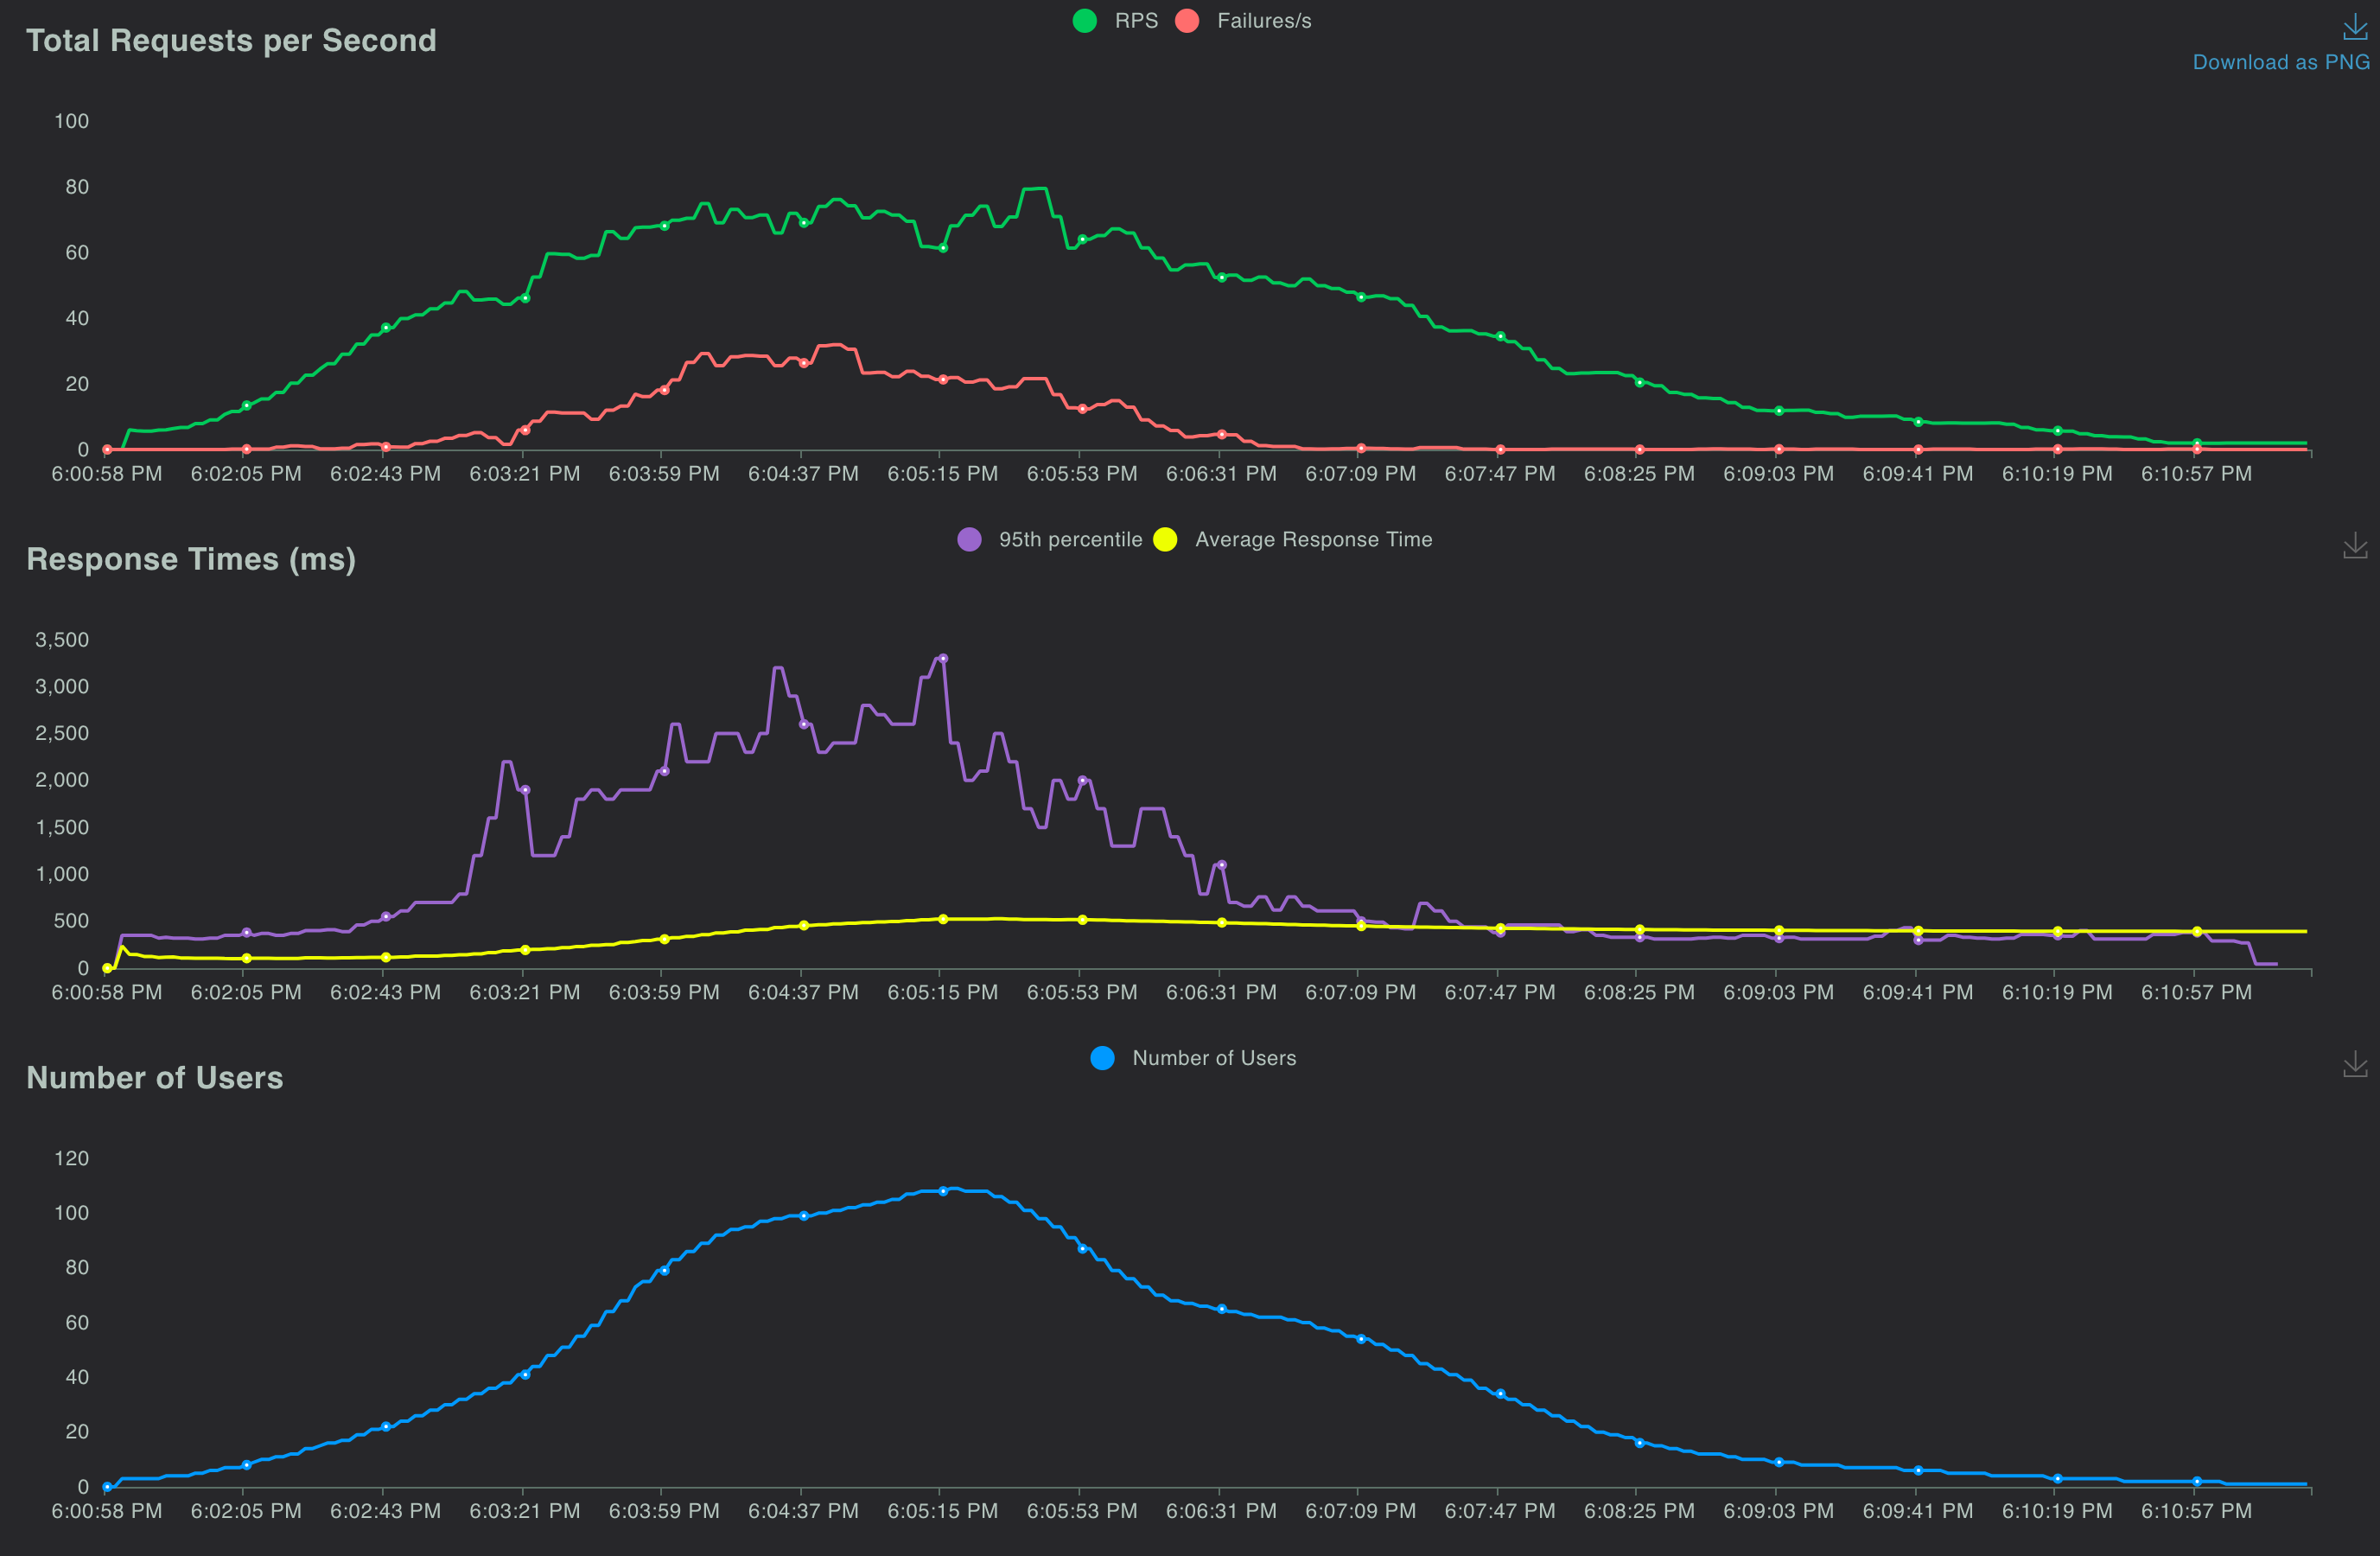 RPS Failures/s
Total Requests per Second
Download as PNG
100
80
60
40
20
0
6:00:58 PM 6:02:05 PM 6:02:43 PM 6:03:21 PM 6:03:59 PM 6:04:37 PM 6:05:15 PM 6:05:53 PM 6:06:31 PM 6:07:09 PM 6:07:47 PM 6:08:25 PM 6:09:03 PM 6:09:41 PM 6:10:19 PM 6:10:57 PM
95th percentile Average Response Time
Response Times (ms)
3,500
3,000
2,500
2,000
1,500
1,000
500
0
6:00:58 PM 6:02:05 PM 6:02:43 PM 6:03:21 PM 6:03:59 PM 6:04:37 PM 6:05:15 PM 6:05:53 PM 6:06:31 PM 6:07:09 PM 6:07:47 PM 6:08:25 PM 6:09:03 PM 6:09:41 PM 6:10:19 PM 6:10:57 PM
Number of Users
Number of Users
120
100
80
60
40
20
0
6:00:58 PM 6:02:05 PM 6:02:43 PM 6:03:21 PM 6:03:59 PM 6:04:37 PM 6:05:15 PM 6:05:53 PM 6:06:31 PM 6:07:09 PM 6:07:47 PM 6:08:25 PM 6:09:03 PM 6:09:41 PM 6:10:19 PM 6:10:57 PM